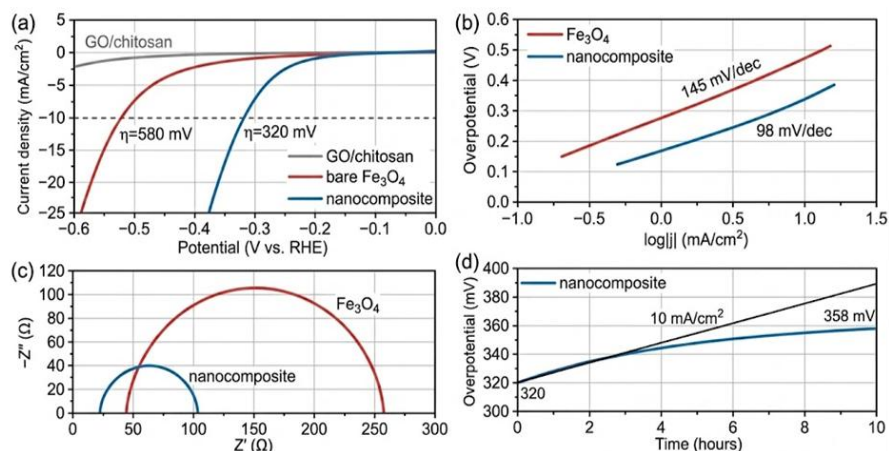 (a)
GO/chitosan
5
0
−5
−10
−15
−20
−25
Current density (mA/cm²)
η=580 mV
η=320 mV
GO/chitosan
bare Fe₃O₄
nanocomposite
−0.6
−0.5
−0.4
−0.3
−0.2
−0.1
0.0
Potential (V vs. RHE)
(b)
Fe₃O₄
nanocomposite
0.6
0.5
0.4
0.3
0.2
0.1
0.0
Overpotential (V)
145 mV/dec
98 mV/dec
−1.0
−0.5
0.0
0.5
1.0
1.5
log|j| (mA/cm²)
(c)
120
100
80
60
40
20
0
−Z'' (Ω)
Fe₃O₄
nanocomposite
0
50
100
150
200
250
300
Z' (Ω)
(d)
nanocomposite
400
380
360
340
320
300
Overpotential (mV)
10 mA/cm²
358 mV
320
0
2
4
6
8
10
Time (hours)